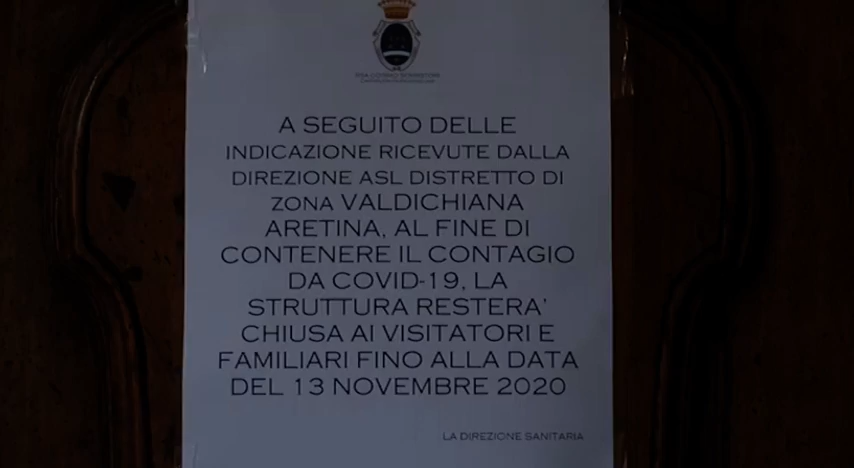 A SEGUITO DELLE
INDICAZIONE RICEVUTE DALLA
DIREZIONE ASL DISTRETTO DI
ZONA VALDICHIANA
ARETINA, AL FINE DI
CONTENERE IL CONTAGIO
DA COVID-19, LA
STRUTTURA RESTERA'
CHIUSA AI VISITATORI E
FAMILIARI FINO ALLA DATA
DEL 13 NOVEMBRE 2020
LA DIREZIONE SANITARIA